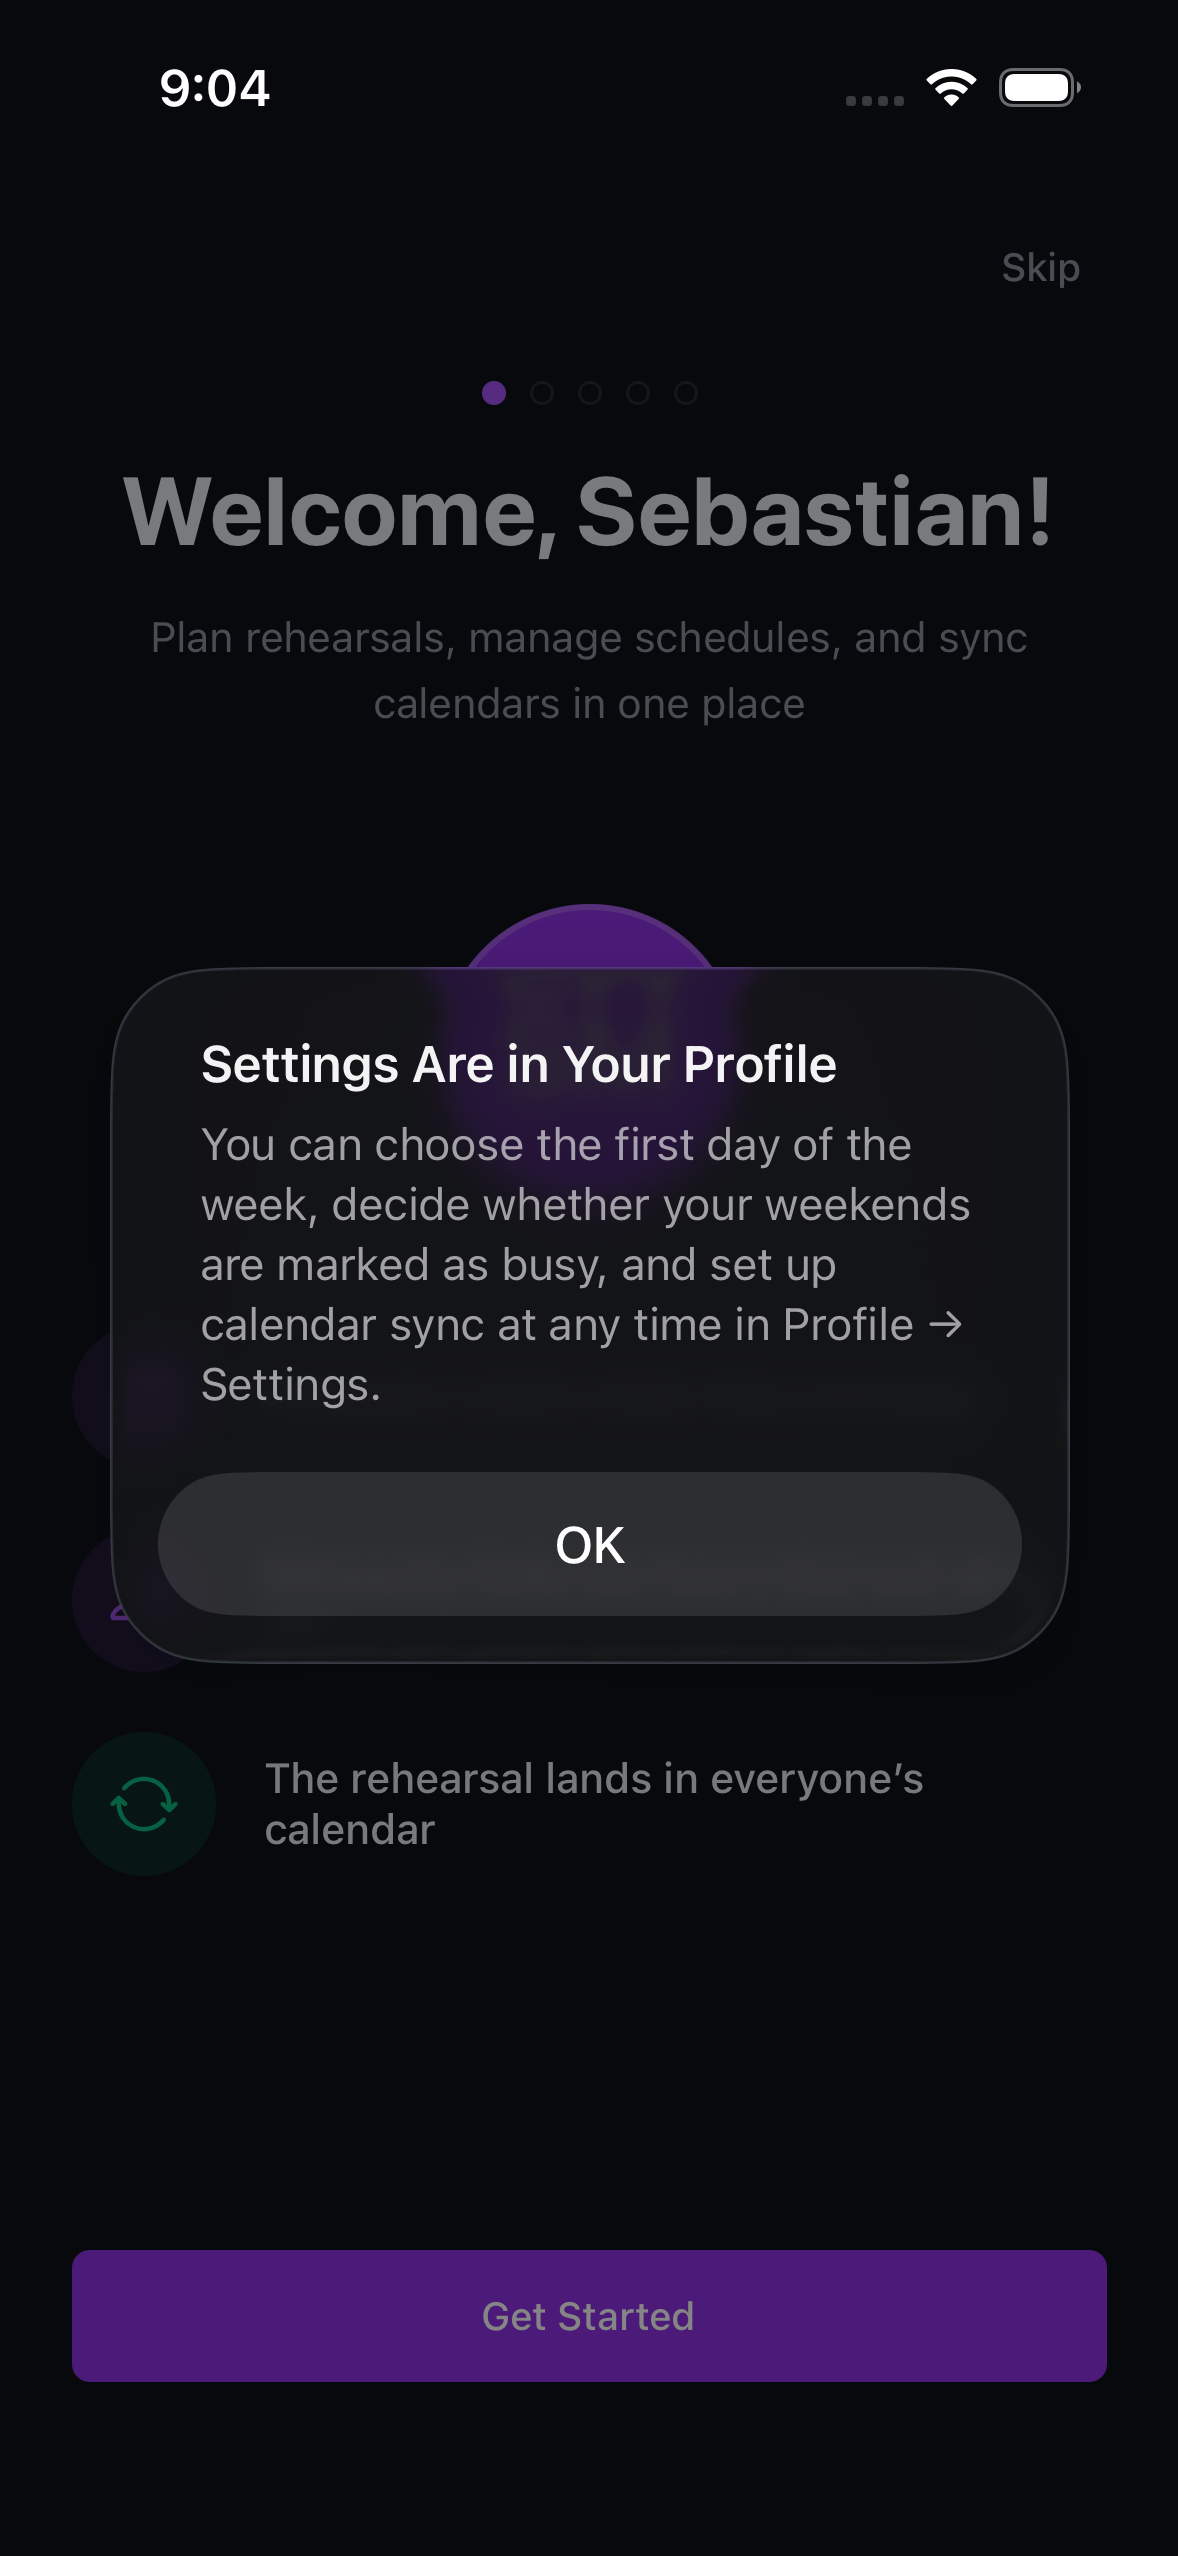 9:04
Skip
Welcome, Sebastian!
Plan rehearsals, manage schedules, and sync
calendars in one place
Settings Are in Your Profile
You can choose the first day of the
week, decide whether your weekends
are marked as busy, and set up
calendar sync at any time in Profile →
Settings.
OK
The rehearsal lands in everyone’s
calendar
Get Started